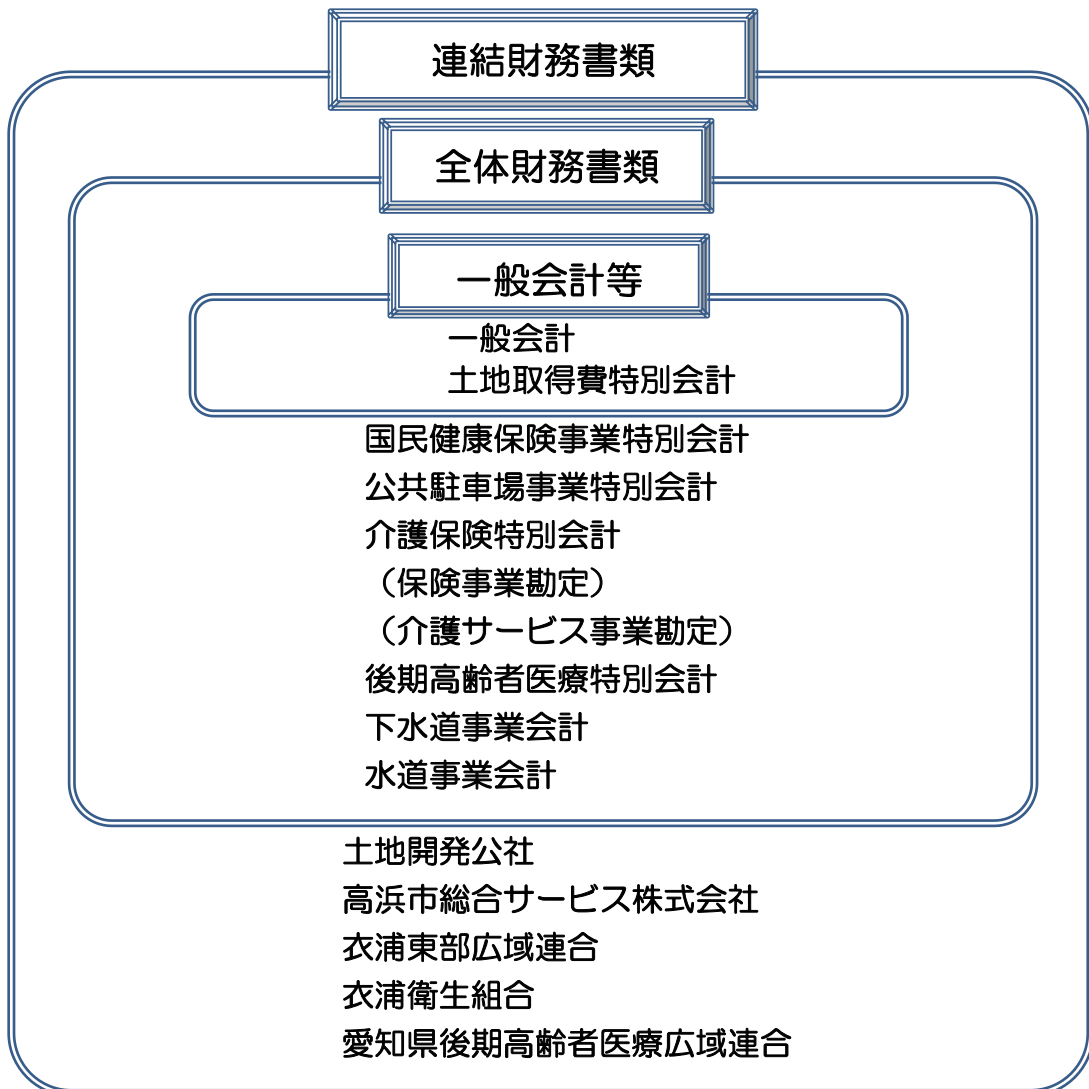 連結財務書類
全体財務書類
一般会計等
一般会計
土地取得費特別会計
国民健康保険事業特別会計
公共駐車場事業特別会計
介護保険特別会計
（保険事業勘定）
（介護サービス事業勘定）
後期高齢者医療特別会計
下水道事業会計
水道事業会計
土地開発公社
高浜市総合サービス株式会社
衣浦東部広域連合
衣浦衛生組合
愛知県後期高齢者医療広域連合